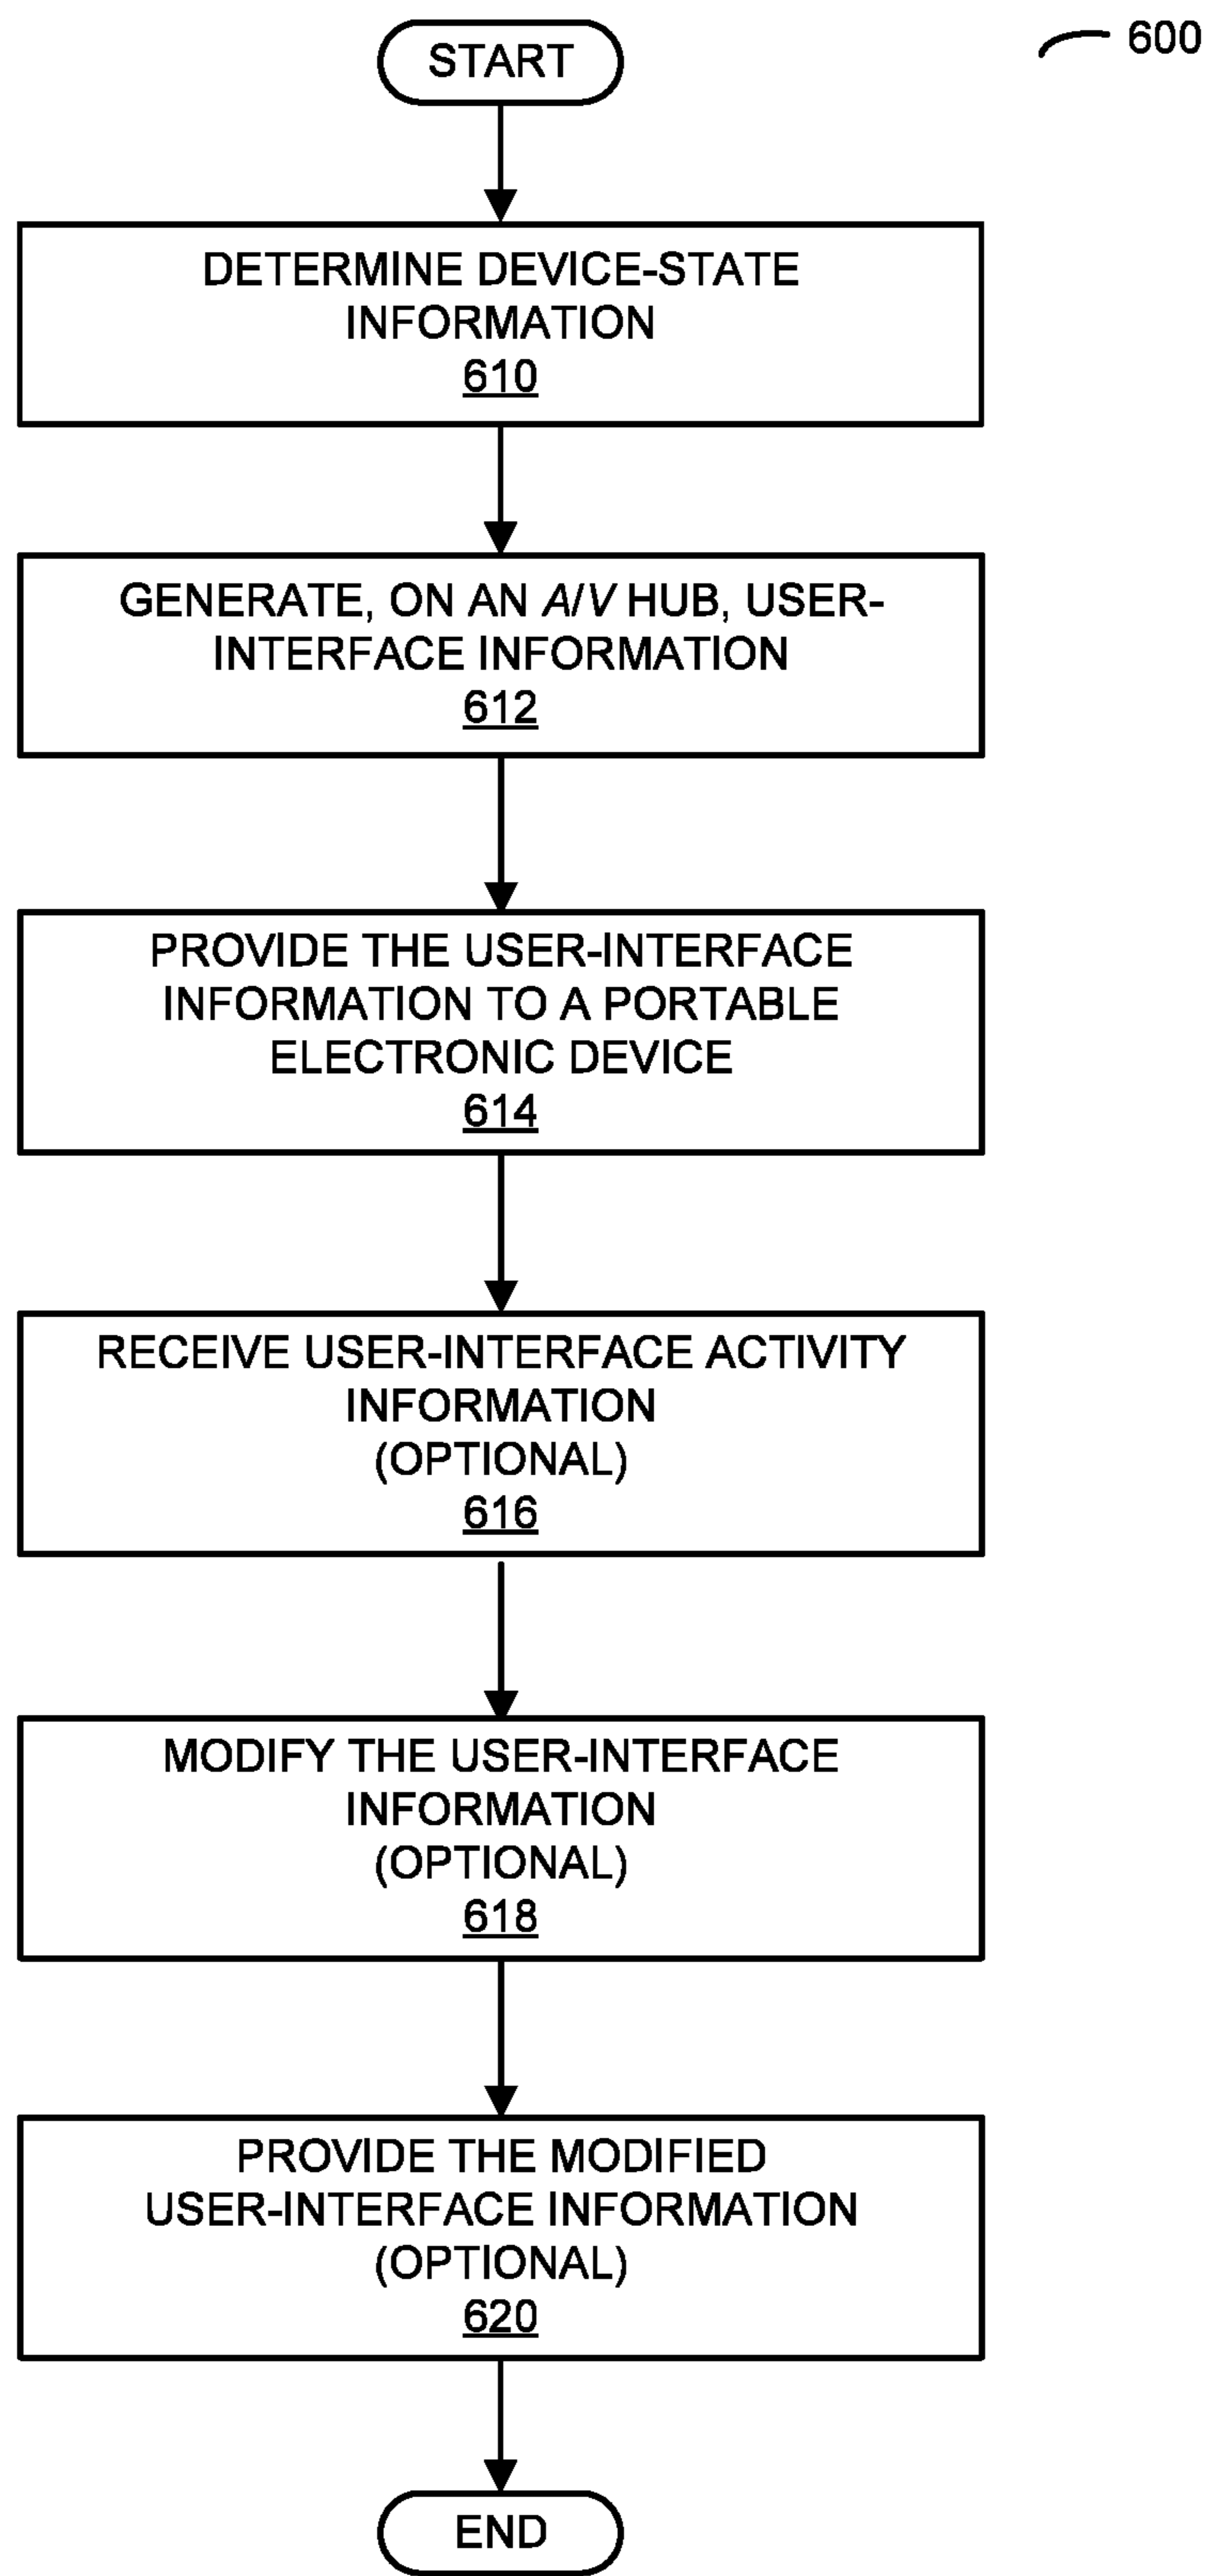 START
600
DETERMINE DEVICE-STATE
INFORMATION
610
GENERATE, ON AN A/V HUB, USER-
INTERFACE INFORMATION
612
PROVIDE THE USER-INTERFACE
INFORMATION TO A PORTABLE
ELECTRONIC DEVICE
614
RECEIVE USER-INTERFACE ACTIVITY
INFORMATION
(OPTIONAL)
616
MODIFY THE USER-INTERFACE
INFORMATION
(OPTIONAL)
618
PROVIDE THE MODIFIED
USER-INTERFACE INFORMATION
(OPTIONAL)
620
END